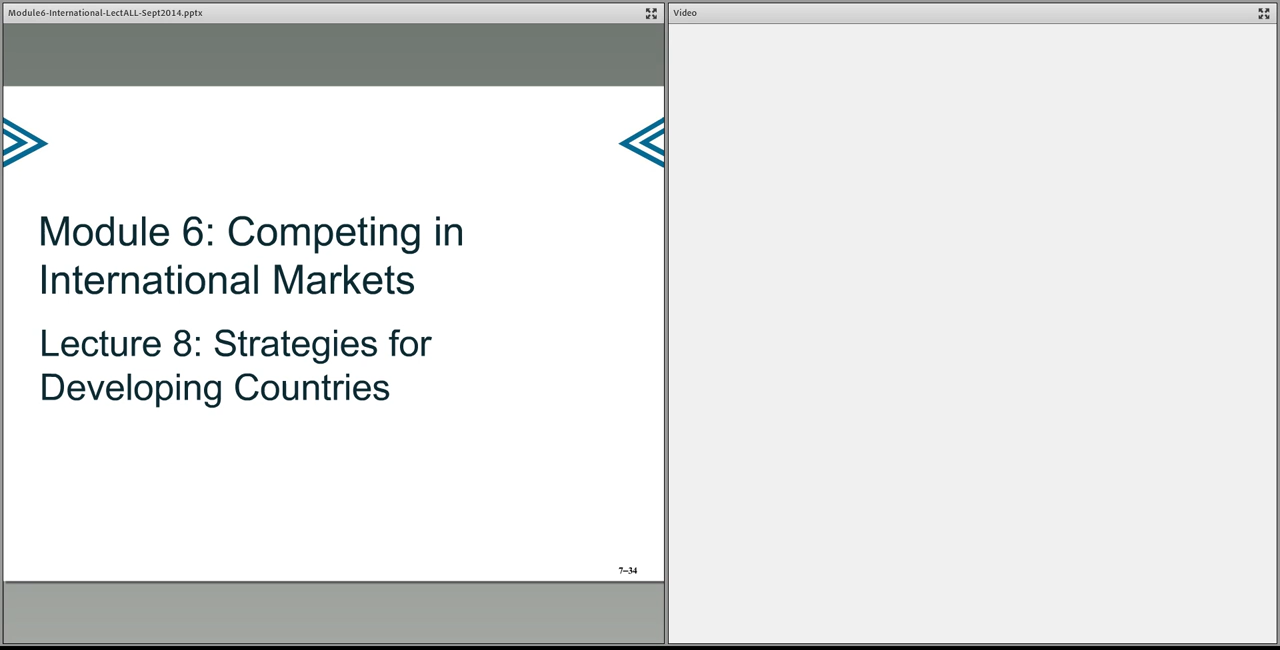 Module6-International-LectALL-Sept2014.pptx
Video
Module 6: Competing in
International Markets
Lecture 8: Strategies for
Developing Countries
7–34